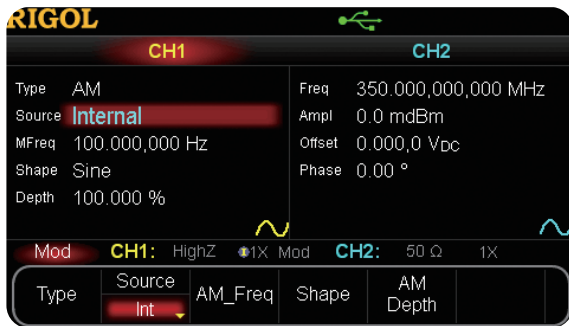 RIGOL
CH1
CH2
Type AM
Source Internal
MFreq 100.000,000 Hz
Shape Sine
Depth 100.000 %
Freq 350.000,000,000 MHz
Ampl 0.0 mdBm
Offset 0.000,0 VDC
Phase 0.00 °
Mod CH1: HighZ 1X Mod CH2: 50 Ω 1X
Type
Source
Int
AM_Freq
Shape
AM
Depth